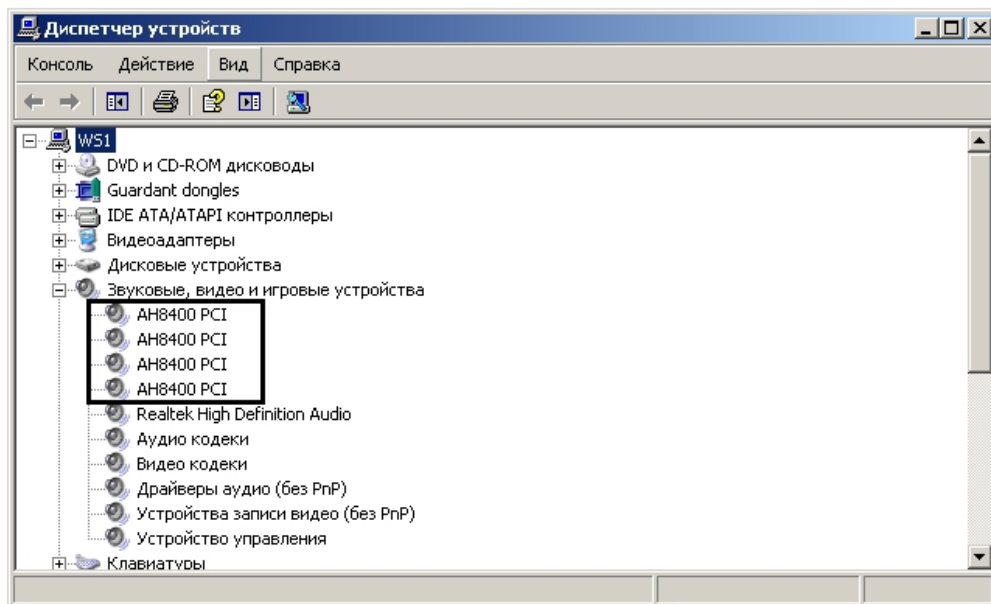 Диспетчер устройств
Консоль Действие Вид Справка
WS1
DVD и CD-ROM дисководы
Guardant dongles
IDE ATA/ATAPI контроллеры
Видеоадаптеры
Дисковые устройства
Звуковые, видео и игровые устройства
AH8400 PCI
AH8400 PCI
AH8400 PCI
AH8400 PCI
Realtek High Definition Audio
Аудио кодеки
Видео кодеки
Драйверы аудио (без PnP)
Устройства записи видео (без PnP)
Устройство управления
Клавиатуры